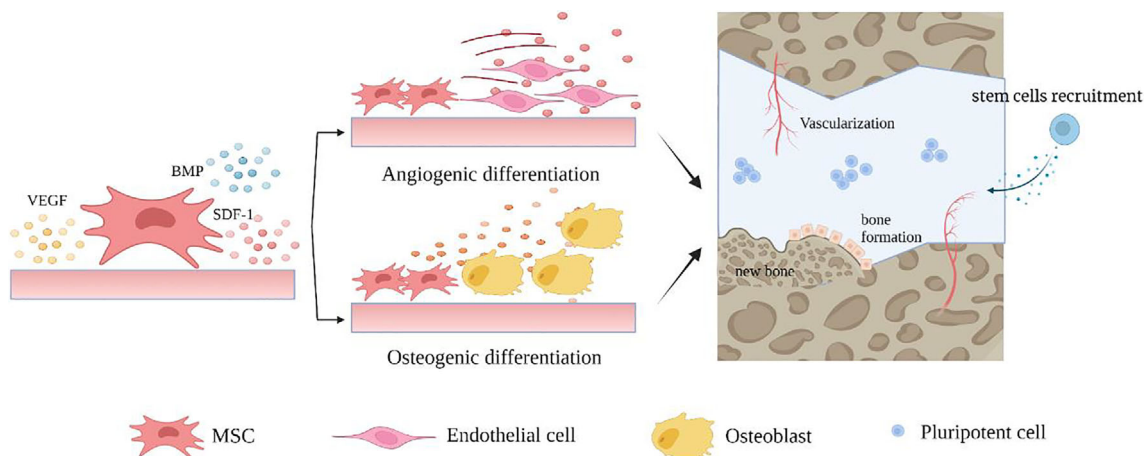 VEGF
BMP
SDF-1
Angiogenic differentiation
Osteogenic differentiation
Vascularization
stem cells recruitment
bone
formation
new bone
MSC
Endothelial cell
Osteoblast
Pluripotent cell